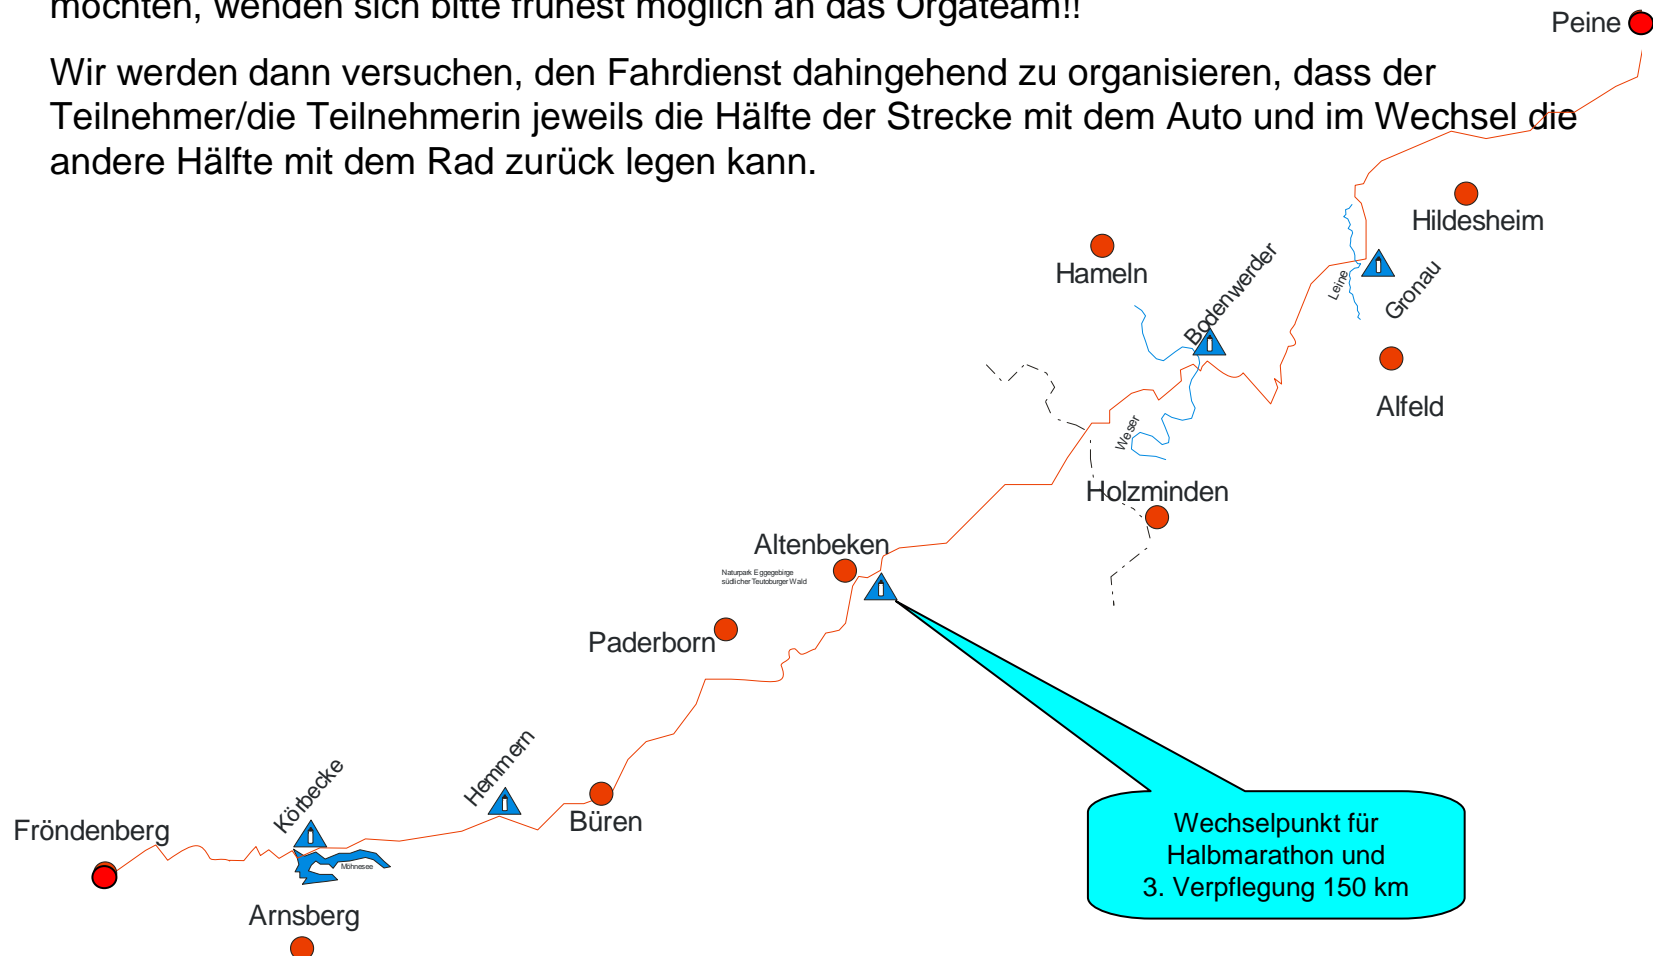 möchten, wenden sich bitte frühest möglich an das Orgateam!!
Peine
Wir werden dann versuchen, den Fahrdienst dahingehend zu organisieren, dass der
Teilnehmer/die Teilnehmerin jeweils die Hälfte der Strecke mit dem Auto und im Wechsel die
andere Hälfte mit dem Rad zurück legen kann.
Hildesheim
Hameln
Bodenwerder
Leine
Gronau
Alfeld
Weser
Holzminden
Altenbeken
Naturpark Eggegebirge
südlicher Teutoburger Wald
Paderborn
Hemmern
Körbecke
Büren
Fröndenberg
Möhnesee
Arnsberg
Wechselpunkt für
Halbmarathon und
3. Verpflegung 150 km